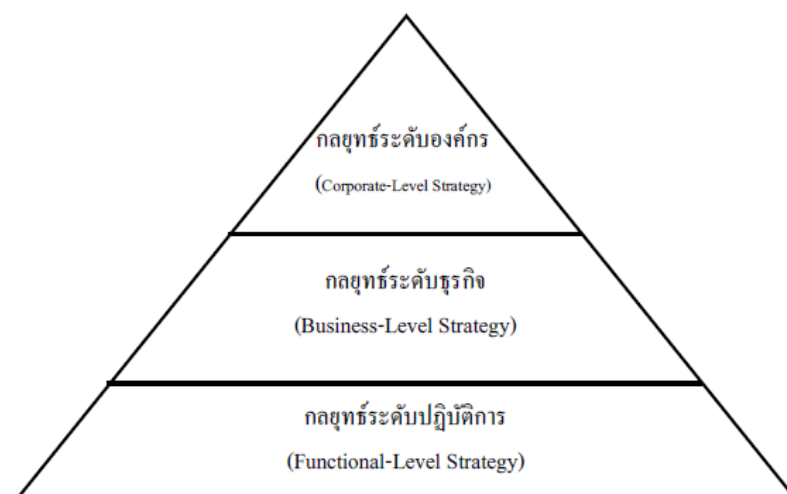 กลยุทธ์ระดับองค์กร
(Corporate-Level Strategy)
กลยุทธ์ระดับธุรกิจ
(Business-Level Strategy)
กลยุทธ์ระดับปฏิบัติการ
(Functional-Level Strategy)